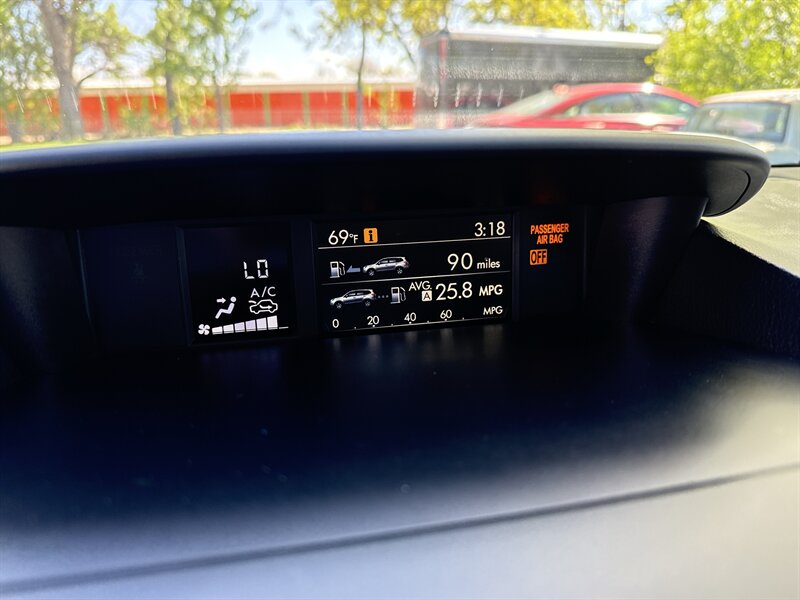 LO
A/C
69°F i 3:18
90 miles
AVG. A 25.8 MPG
0 20 40 60 MPG
PASSENGER
AIR BAG
OFF